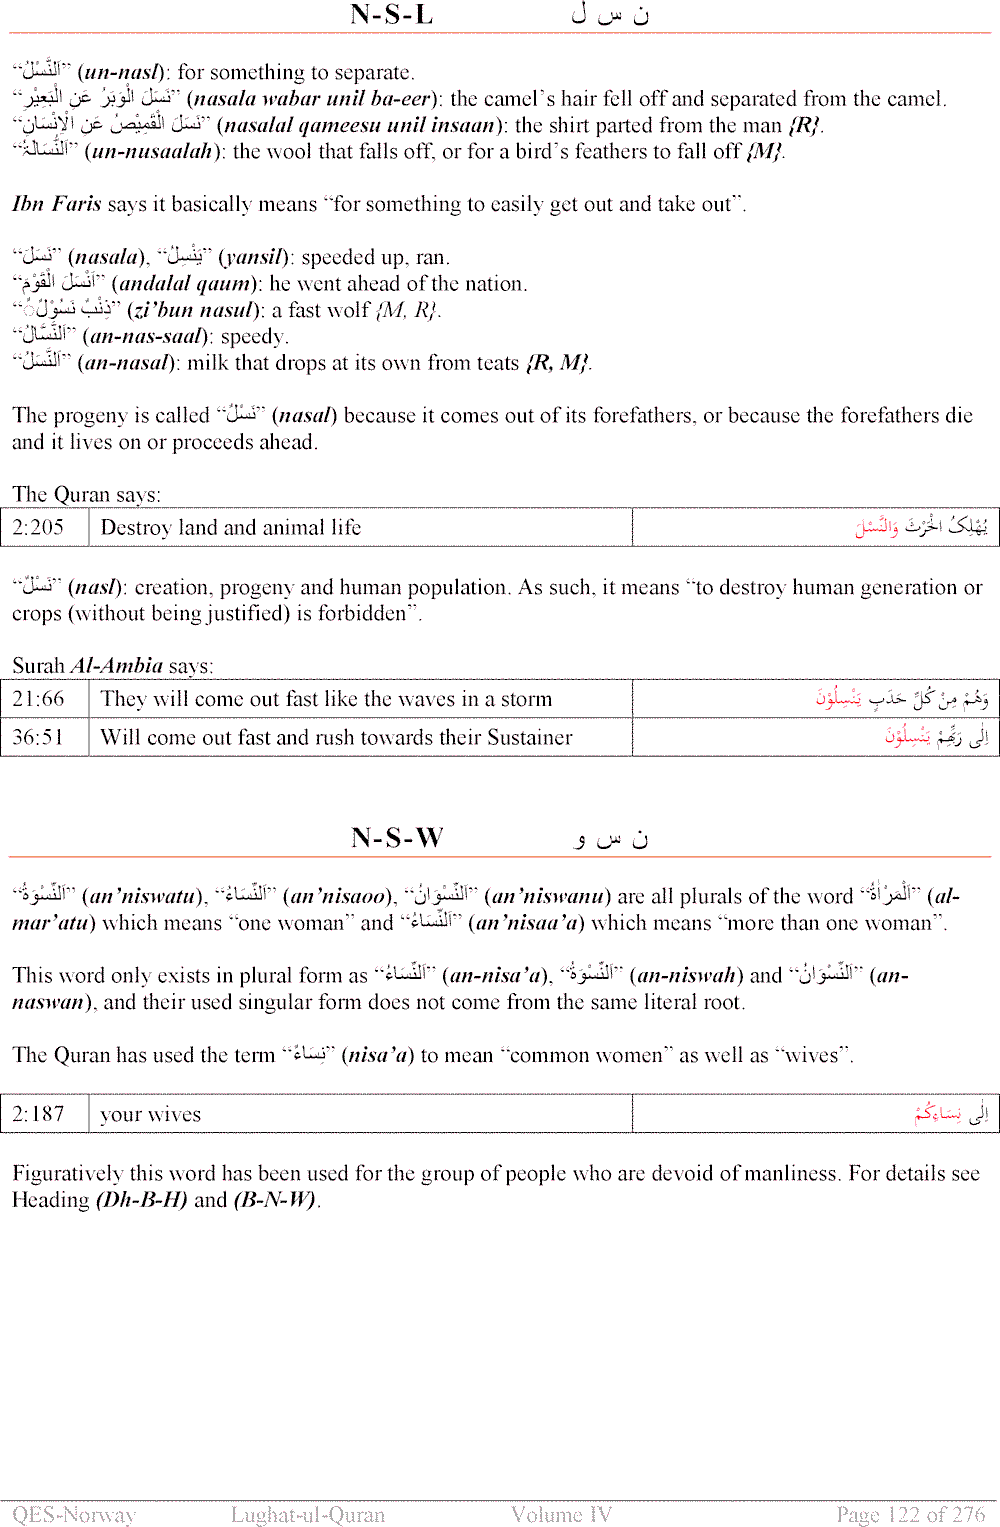 N-S-L ن س ل
“اَلنَّسْلُ” (un-nasl): for something to separate.
“نَسَلَ الْوَبَرُ عَنِ الْبَعِيْرِ” (nasala wabar unil ba-eer): the camel’s hair fell off and separated from the camel.
“نَسَلَ الْقَمِيْصُ عَنِ الْاِنْسَانِ” (nasalal qameesu unil insaan): the shirt parted from the man {R}.
“اَلنُّسَالَۃُ” (un-nusaalah): the wool that falls off, or for a bird’s feathers to fall off {M}.
Ibn Faris says it basically means “for something to easily get out and take out”.
“نَسَلَ” (nasala), “يَنْسِلُ” (yansil): speeded up, ran.
“اَنْسَلَ الْقَوْمَ” (andalal qaum): he went ahead of the nation.
“ذِئْبٌ نَسُوْلٌ” (zi’bun nasul): a fast wolf {M, R}.
“اَلنَّسَّالُ” (an-nas-saal): speedy.
“اَلنَّسَلُ” (an-nasal): milk that drops at its own from teats {R, M}.
The progeny is called “نَسْلٌ” (nasal) because it comes out of its forefathers, or because the forefathers die
and it lives on or proceeds ahead.
The Quran says:
2:205 Destroy land and animal life يُهْلِکُ الْحَرْثَ وَالنَّسْلَ
“نَسْلٌ” (nasl): creation, progeny and human population. As such, it means “to destroy human generation or
crops (without being justified) is forbidden”.
Surah Al-Ambia says:
21:66 They will come out fast like the waves in a storm وَهُمْ مِنْ کُلِّ حَدَبٍ يَنْسِلُوْنَ
36:51 Will come out fast and rush towards their Sustainer اِلٰی رَبِّهِمْ يَنْسِلُوْنَ
N-S-W ن س و
“اَلنِّسْوَۃُ” (an’niswatu), “اَلنِّسَاءُ” (an’nisaoo), “اَلنِّسْوَانُ” (an’niswanu) are all plurals of the word “اَلْمَرْاَۃُ” (al-
mar’atu) which means “one woman” and “اَلنِّسَاءُ” (an’nisaa’a) which means “more than one woman”.
This word only exists in plural form as “اَلنِّسَاءُ” (an-nisa’a), “اَلنِّسْوَۃُ” (an-niswah) and “اَلنِّسْوَانُ” (an-
naswan), and their used singular form does not come from the same literal root.
The Quran has used the term “نِسَاءٌ” (nisa’a) to mean “common women” as well as “wives”.
2:187 your wives اِلٰی نِسَاءِکُمْ
Figuratively this word has been used for the group of people who are devoid of manliness. For details see
Heading (Dh-B-H) and (B-N-W).
QES-Norway Lughat-ul-Quran Volume IV Page 122 of 276